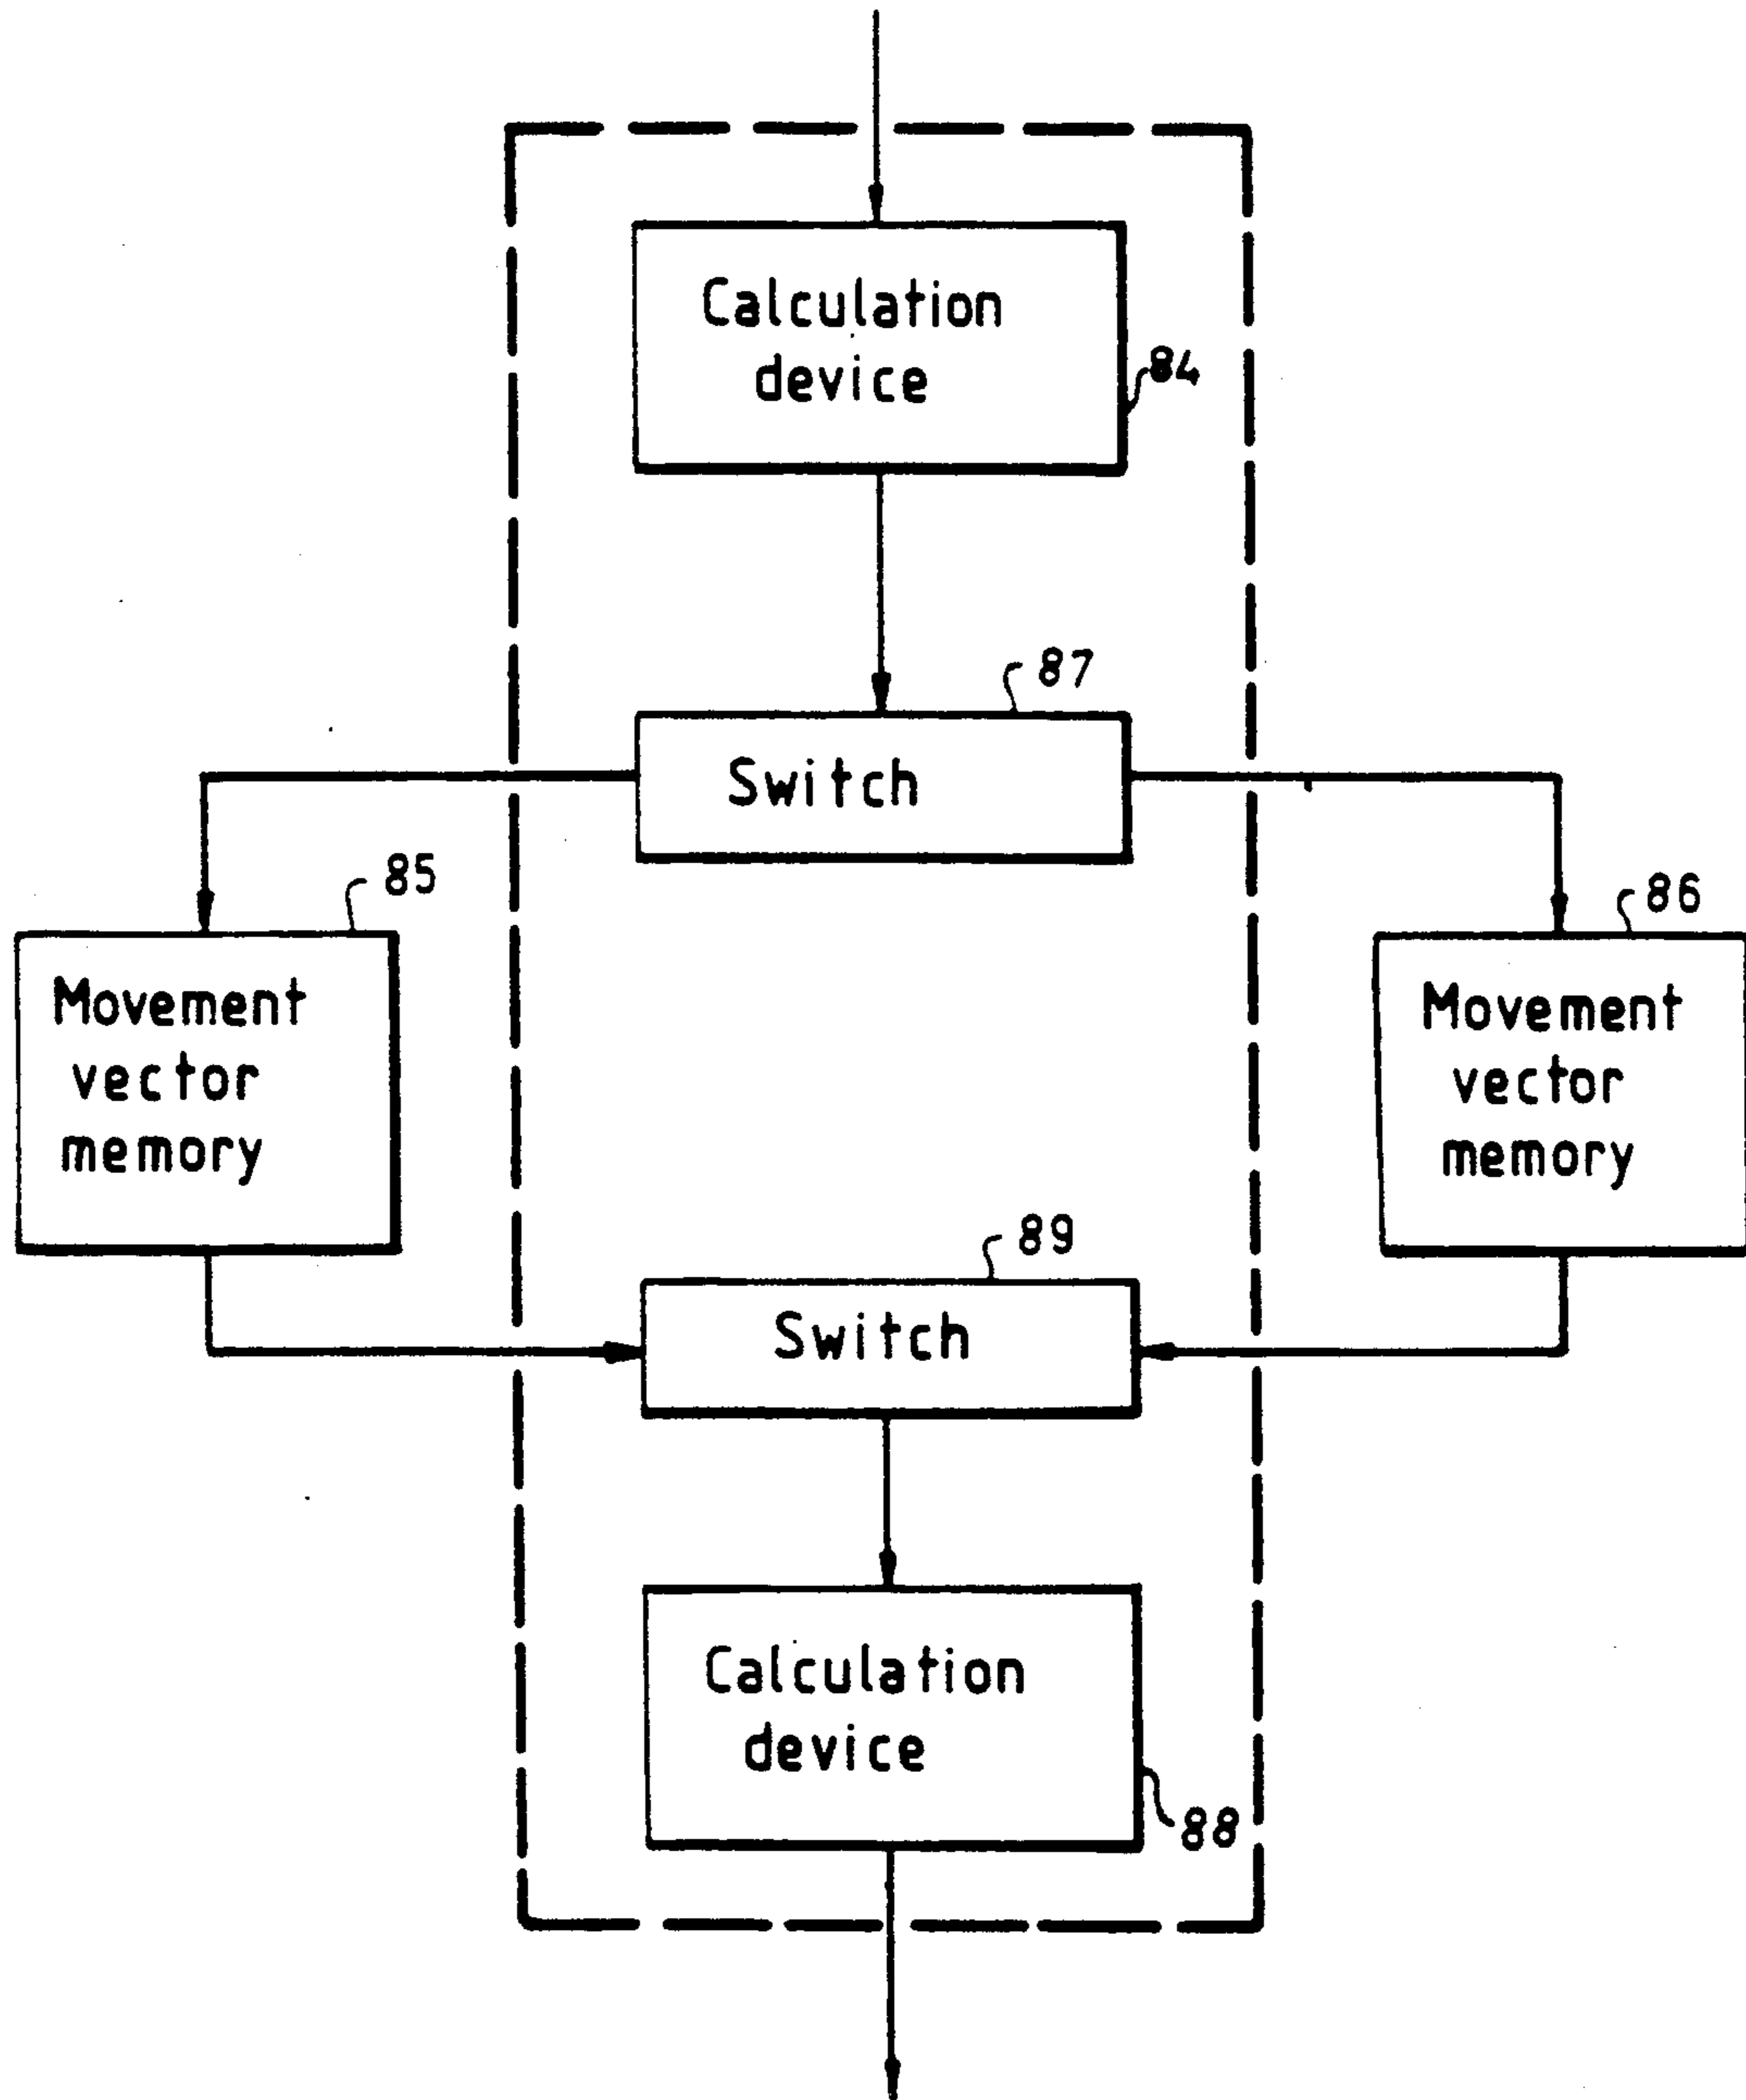 Calculation
device
84
87
Switch
85
Movement
vector
memory
86
Movement
vector
memory
89
Switch
Calculation
device
88